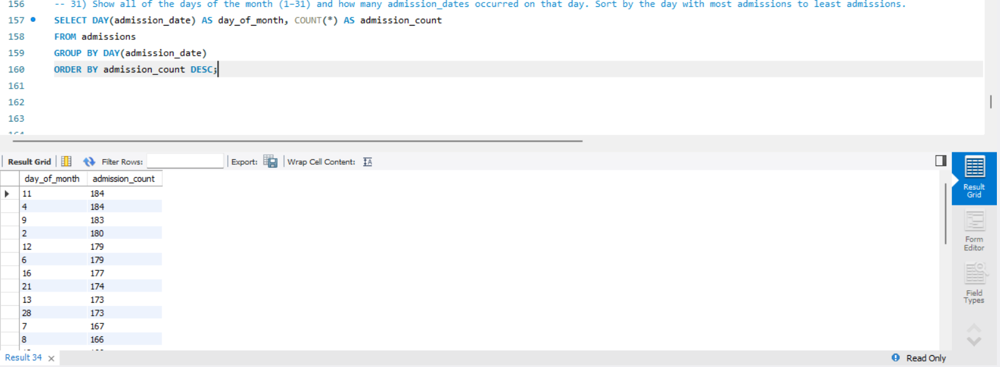 156 -- 31) Show all of the days of the month (1-31) and how many admission_dates occurred on that day. Sort by the day with most admissions to least admissions.
157 SELECT DAY(admission_date) AS day_of_month, COUNT(*) AS admission_count
158 FROM admissions
159 GROUP BY DAY(admission_date)
160 ORDER BY admission_count DESC;
161
162
163
Result Grid Filter Rows: Export: Wrap Cell Content:
day_of_month admission_count
11 184
4 184
9 183
2 180
12 179
6 179
16 177
21 174
13 173
28 173
7 167
8 166
Result
Grid
Form
Editor
Field
Types
Result 34 Read Only